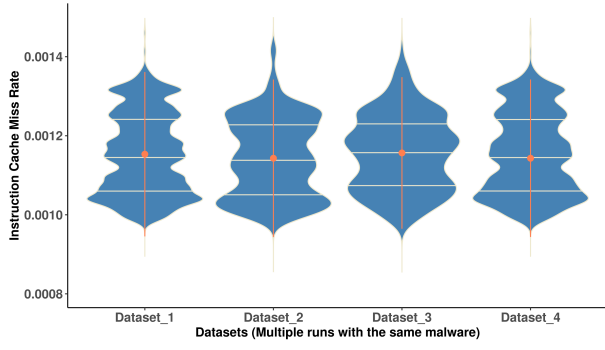 Instruction Cache Miss Rate
0.0014
0.0012
0.0010
0.0008
Dataset_1 Dataset_2 Dataset_3 Dataset_4
Datasets (Multiple runs with the same malware)